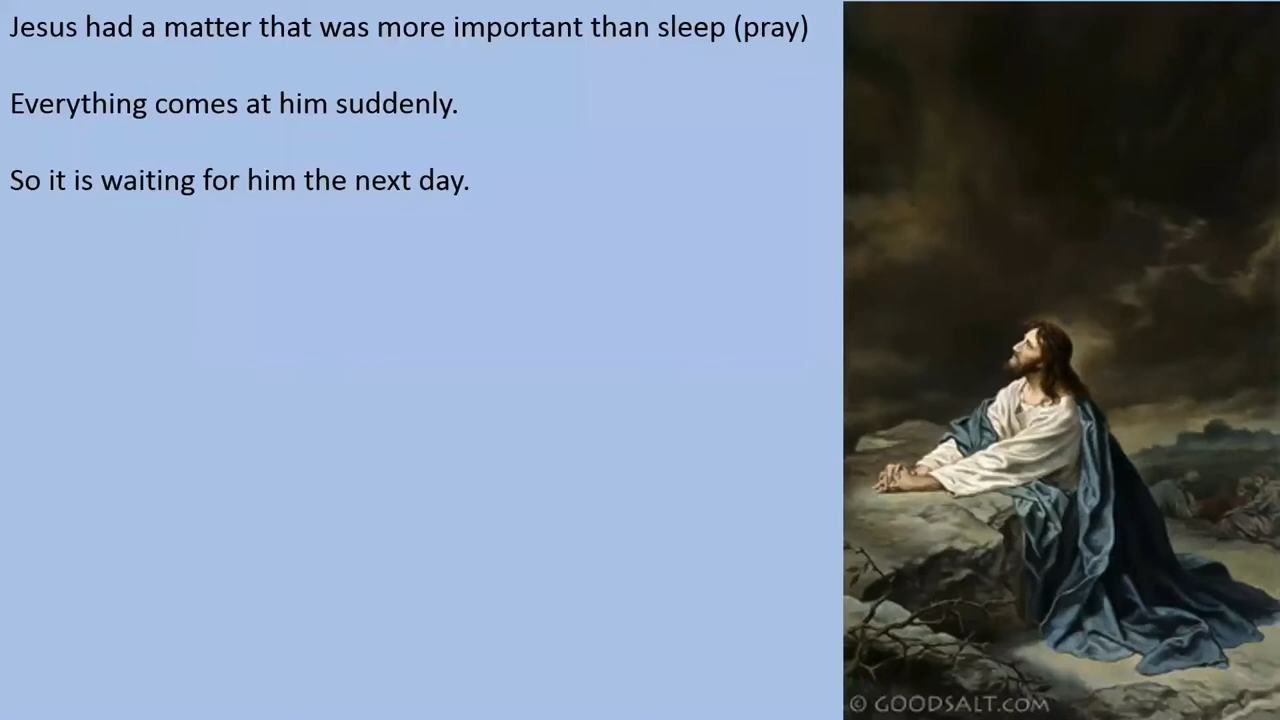 Jesus had a matter that was more important than sleep (pray)
Everything comes at him suddenly.
So it is waiting for him the next day.
© GOODSALT.COM